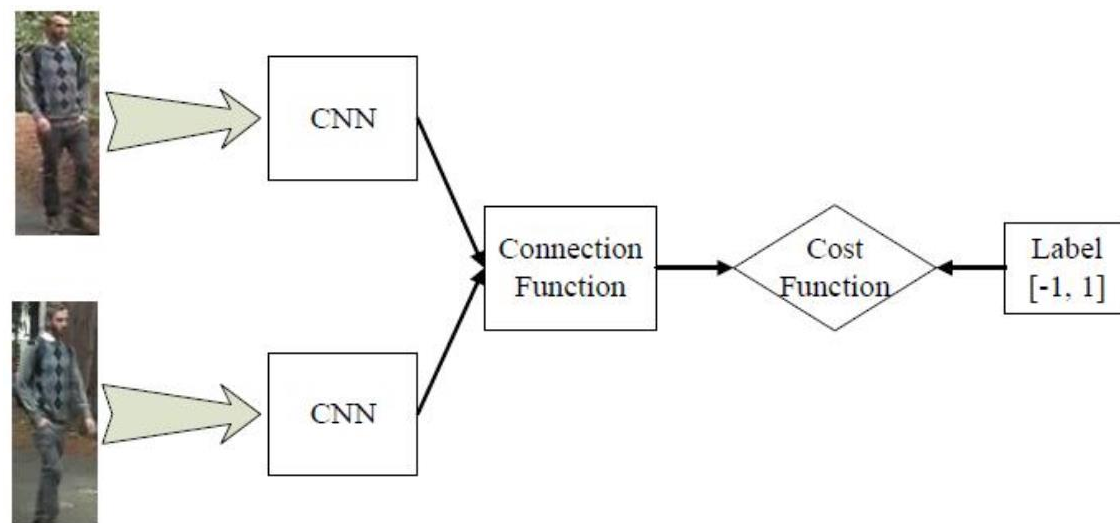 CNN
Connection
Function
Cost
Function
Label
[-1, 1]
CNN